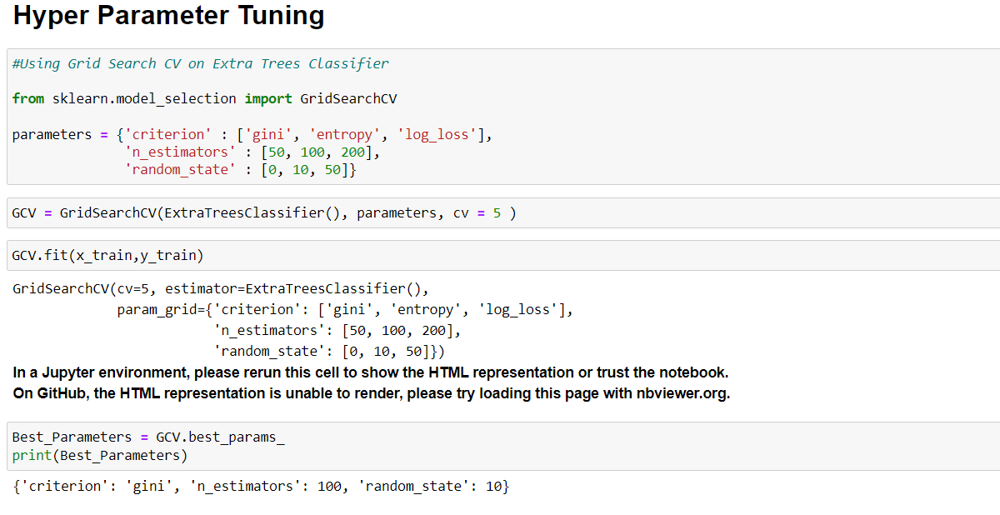 Hyper Parameter Tuning
#Using Grid Search CV on Extra Trees Classifier
from sklearn.model_selection import GridSearchCV
parameters = {'criterion' : ['gini', 'entropy', 'log_loss'],
'n_estimators' : [50, 100, 200],
'random_state' : [0, 10, 50]}
GCV = GridSearchCV(ExtraTreesClassifier(), parameters, cv = 5 )
GCV.fit(x_train,y_train)
GridSearchCV(cv=5, estimator=ExtraTreesClassifier(),
param_grid={'criterion': ['gini', 'entropy', 'log_loss'],
'n_estimators': [50, 100, 200],
'random_state': [0, 10, 50]})
In a Jupyter environment, please rerun this cell to show the HTML representation or trust the notebook.
On GitHub, the HTML representation is unable to render, please try loading this page with nbviewer.org.
Best_Parameters = GCV.best_params_
print(Best_Parameters)
{'criterion': 'gini', 'n_estimators': 100, 'random_state': 10}